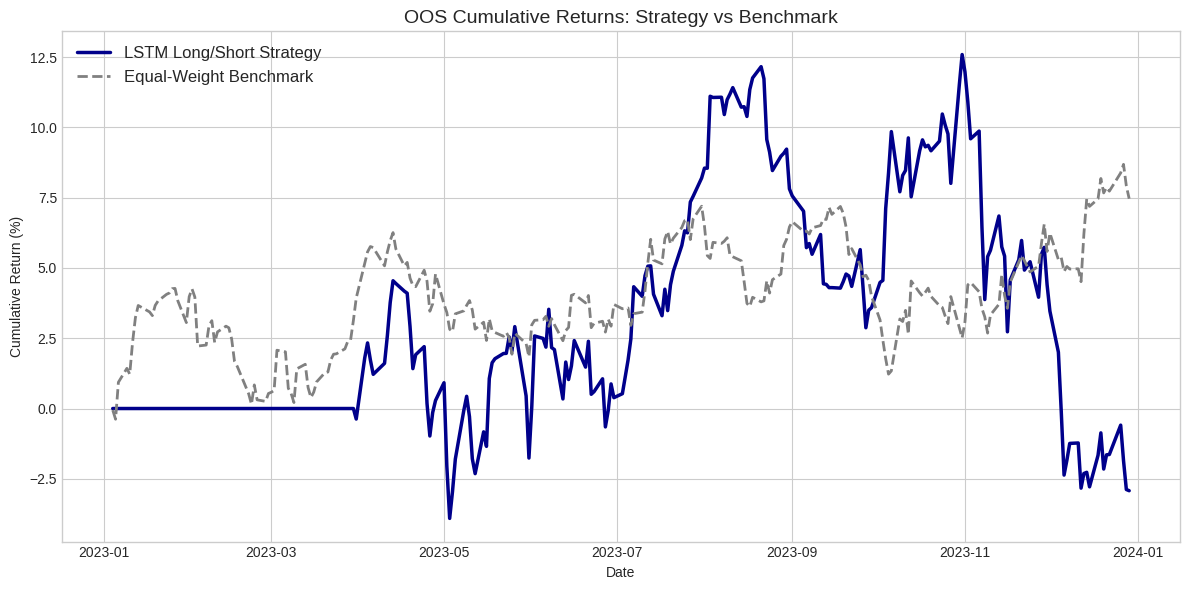 OOS Cumulative Returns: Strategy vs Benchmark
LSTM Long/Short Strategy
Equal-Weight Benchmark
Cumulative Return (%)
12.5
10.0
7.5
5.0
2.5
0.0
−2.5
2023-01
2023-03
2023-05
2023-07
2023-09
2023-11
2024-01
Date